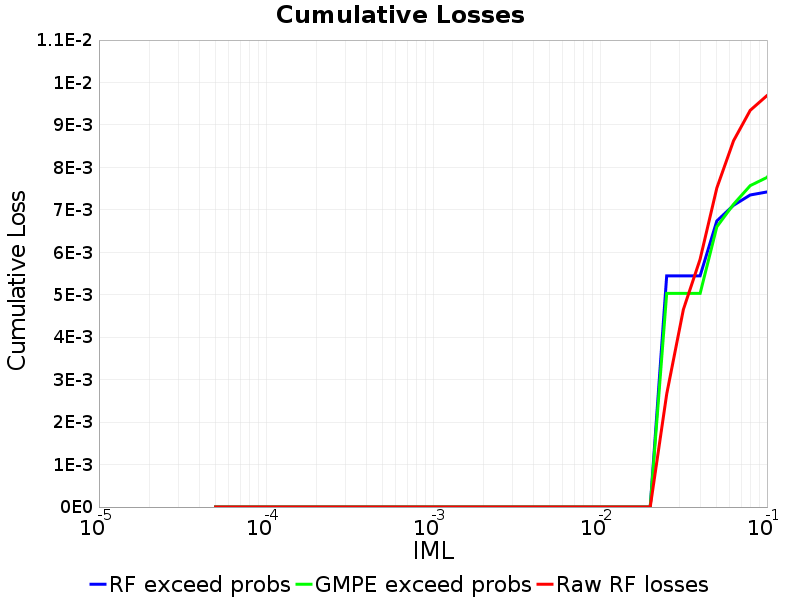 Cumulative Losses
Cumulative Loss
1.1E-2
1E-2
9E-3
8E-3
7E-3
6E-3
5E-3
4E-3
3E-3
2E-3
1E-3
0E0
10^-5 10^-4 10^-3 10^-2 10^-1
IML
RF exceed probs GMPE exceed probs Raw RF losses